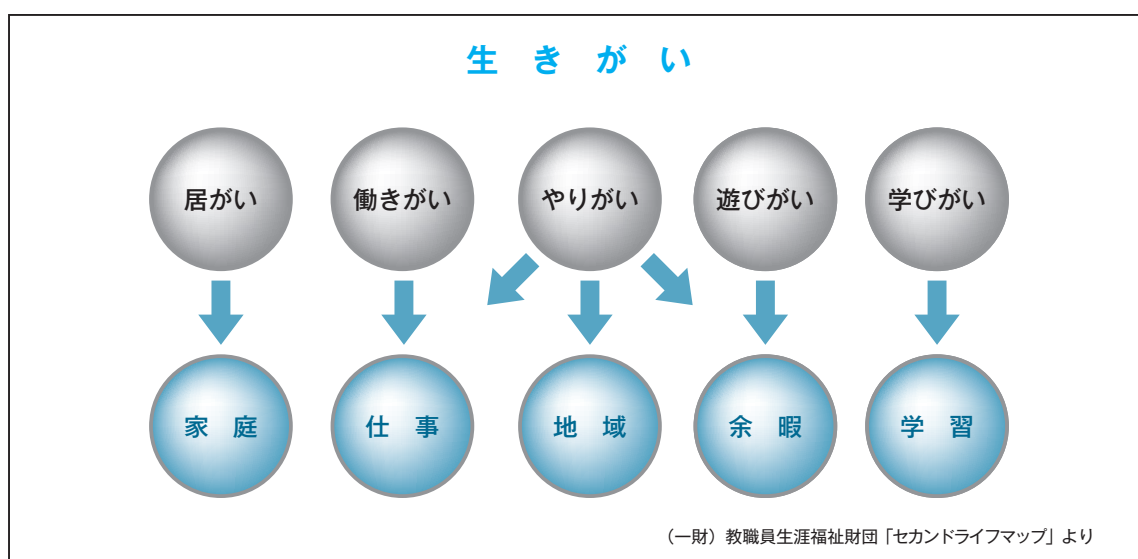 生きがい
居がい 働きがい やりがい 遊びがい 学びがい
家庭 仕事 地域 余暇 学習
（一財）教職員生涯福祉財団「セカンドライフマップ」より